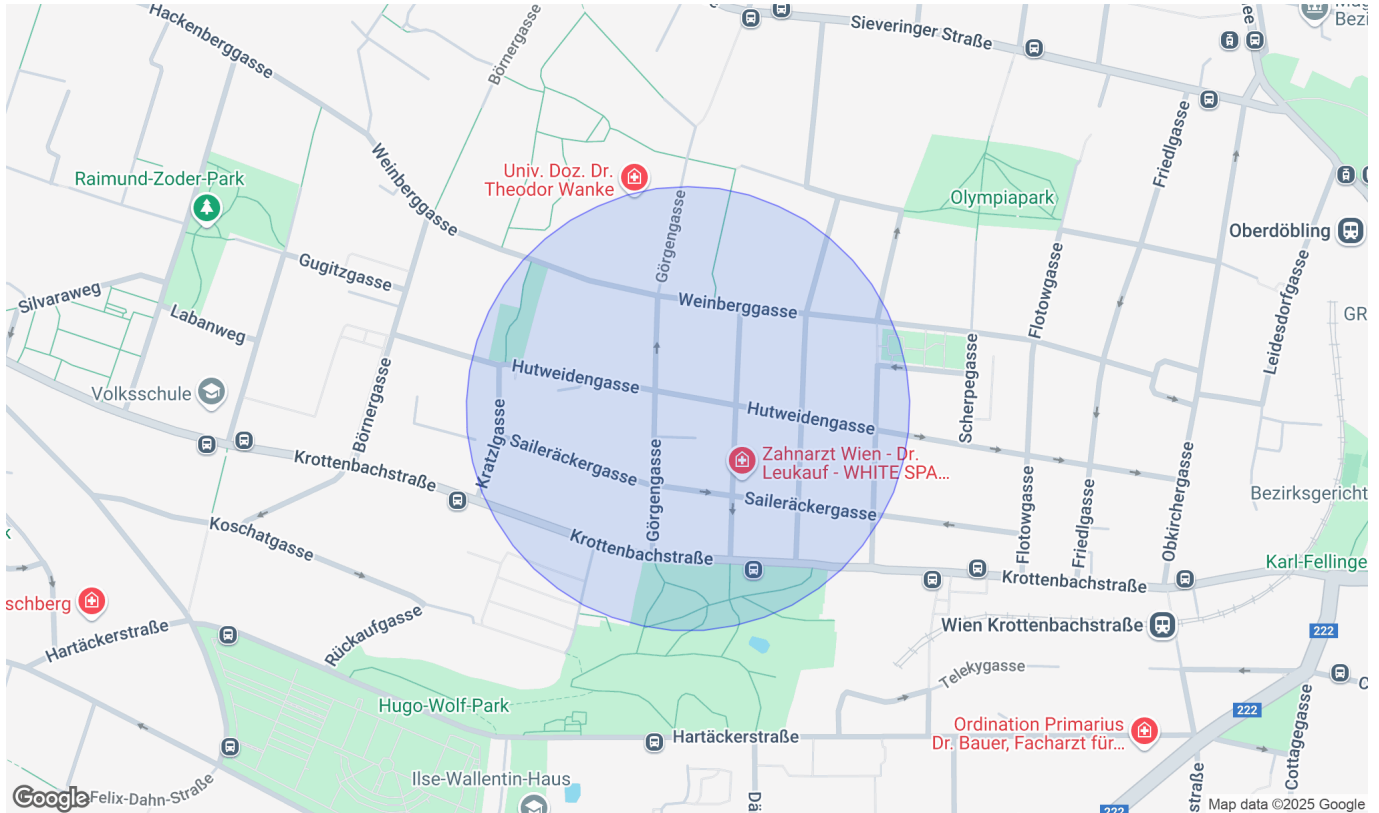 Hackenberggasse
Börnergasse
Sieveringer Straße
Bezi
Friedlgasse
Weinberggasse
Univ. Doz. Dr.
Theodor Wanke
Raimund-Zoder-Park
Olympiapark
Oberdöbling
Görgengasse
Gugitzgasse
Flotowgasse
Leidesdorfgasse
Silvaraweg
Labanweg
Weinberggasse
GR
Scherpegasse
Hutweidengasse
Volksschule
Börnergasse
Kratzlgasse
Hutweidengasse
Krottenbachstraße
Saileräckergasse
Görgengasse
Zahnarzt Wien - Dr.
Leukauf - WHITE SPA...
Saileräckergasse
Flotowgasse
Friedlgasse
Obkirchergasse
Bezirksgericht
Koschatgasse
Krottenbachstraße
Krottenbachstraße
Karl-Fellinge
k
schberg
Hartäckerstraße
Rückaufgasse
Wien Krottenbachstraße
222
Telekygasse
Hugo-Wolf-Park
222
Cottagegasse
C
Hartäckerstraße
Ordination Primarius
Dr. Bauer, Facharzt für...
Ilse-Wallentin-Haus
Felix-Dahn-Straße
Dä
straße
222
Google
Map data ©2025 Google